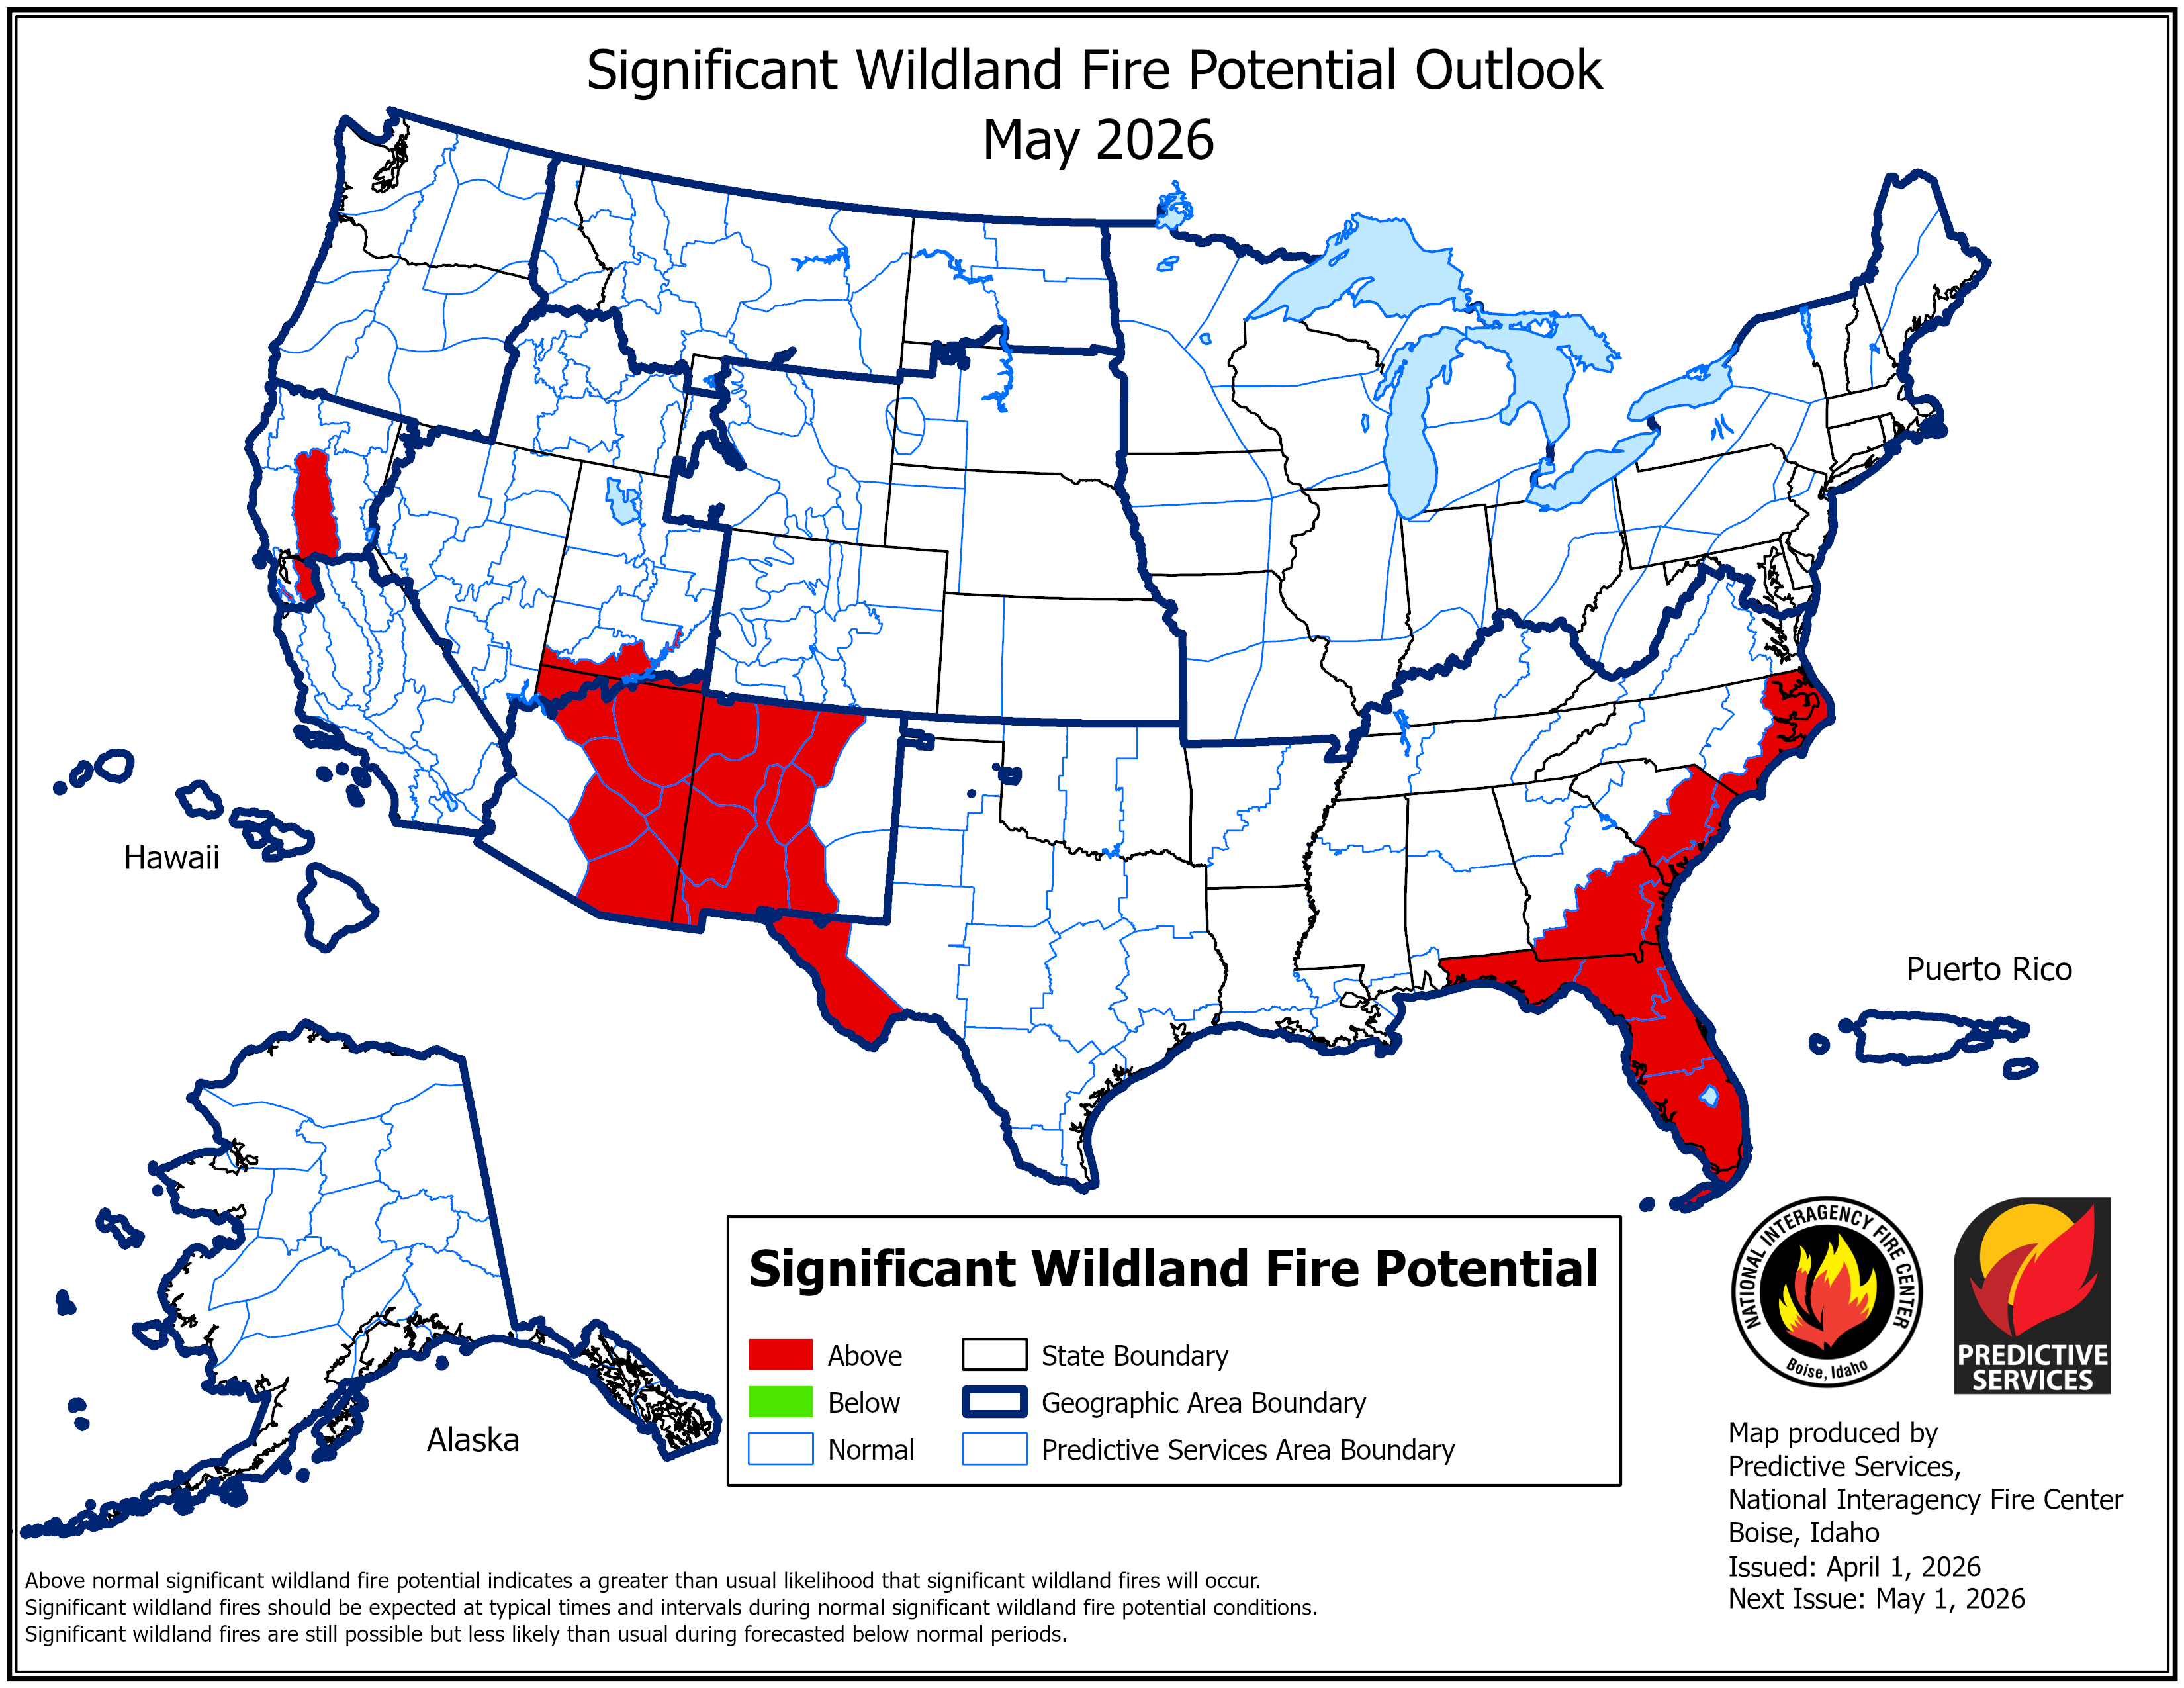 Significant Wildland Fire Potential Outlook
May 2026
Hawaii
Puerto Rico
Alaska
Significant Wildland Fire Potential
Above
State Boundary
Below
Geographic Area Boundary
Normal
Predictive Services Area Boundary
NATIONAL INTERAGENCY FIRE CENTER
Boise, Idaho
PREDICTIVE
SERVICES
Map produced by
Predictive Services,
National Interagency Fire Center
Boise, Idaho
Issued: April 1, 2026
Next Issue: May 1, 2026
Above normal significant wildland fire potential indicates a greater than usual likelihood that significant wildland fires will occur.
Significant wildland fires should be expected at typical times and intervals during normal significant wildland fire potential conditions.
Significant wildland fires are still possible but less likely than usual during forecasted below normal periods.